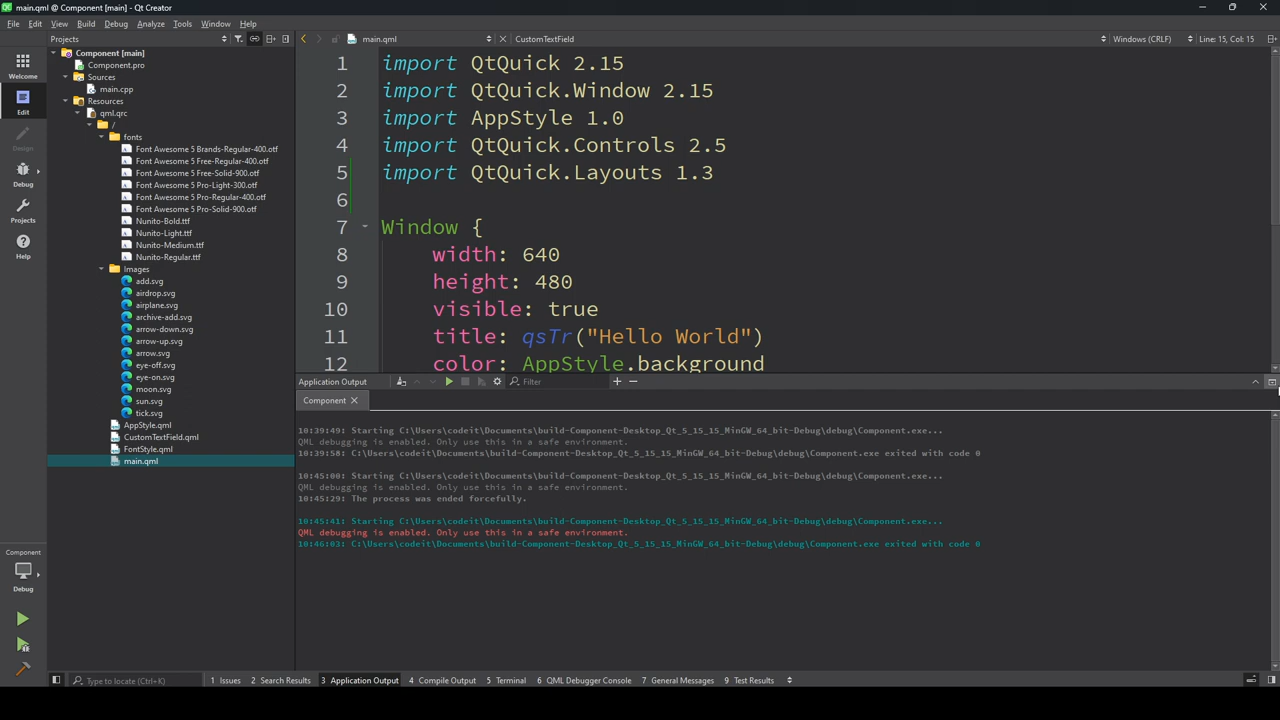 main.qml @ Component [main] - Qt Creator
File Edit View Build Debug Analyze Tools Window Help
Projects
main.qml
CustomTextField
Windows (CRLF)
Line: 15, Col: 15
Welcome
Edit
Design
Debug
Projects
Help
Component [main]
Component.pro
Sources
main.cpp
Resources
qml.qrc
/
fonts
Font Awesome 5 Brands-Regular-400.otf
Font Awesome 5 Free-Regular-400.otf
Font Awesome 5 Free-Solid-900.otf
Font Awesome 5 Pro-Light-300.otf
Font Awesome 5 Pro-Regular-400.otf
Font Awesome 5 Pro-Solid-900.otf
Nunito-Bold.ttf
Nunito-Light.ttf
Nunito-Medium.ttf
Nunito-Regular.ttf
Images
add.svg
airdrop.svg
airplane.svg
archive-add.svg
arrow-down.svg
arrow-up.svg
arrow.svg
eye-off.svg
eye-on.svg
moon.svg
sun.svg
tick.svg
AppStyle.qml
CustomTextField.qml
FontStyle.qml
main.qml
1 import QtQuick 2.15
2 import QtQuick.Window 2.15
3 import AppStyle 1.0
4 import QtQuick.Controls 2.5
5 import QtQuick.Layouts 1.3
6
7 Window {
8 width: 640
9 height: 480
10 visible: true
11 title: qsTr("Hello World")
12 color: AppStyle.background
Application Output
Filter
Component
10:39:49: Starting C:\Users\codeit\Documents\build-Component-Desktop_Qt_5_15_15_MinGW_64_bit-Debug\debug\Component.exe...
QML debugging is enabled. Only use this in a safe environment.
10:39:58: C:\Users\codeit\Documents\build-Component-Desktop_Qt_5_15_15_MinGW_64_bit-Debug\debug\Component.exe exited with code 0
10:45:00: Starting C:\Users\codeit\Documents\build-Component-Desktop_Qt_5_15_15_MinGW_64_bit-Debug\debug\Component.exe...
QML debugging is enabled. Only use this in a safe environment.
10:45:29: The process was ended forcefully.
10:45:41: Starting C:\Users\codeit\Documents\build-Component-Desktop_Qt_5_15_15_MinGW_64_bit-Debug\debug\Component.exe...
QML debugging is enabled. Only use this in a safe environment.
10:46:03: C:\Users\codeit\Documents\build-Component-Desktop_Qt_5_15_15_MinGW_64_bit-Debug\debug\Component.exe exited with code 0
Component
Debug
Type to locate (Ctrl+K)
1 Issues 2 Search Results 3 Application Output 4 Compile Output 5 Terminal 6 QML Debugger Console 7 General Messages 9 Test Results